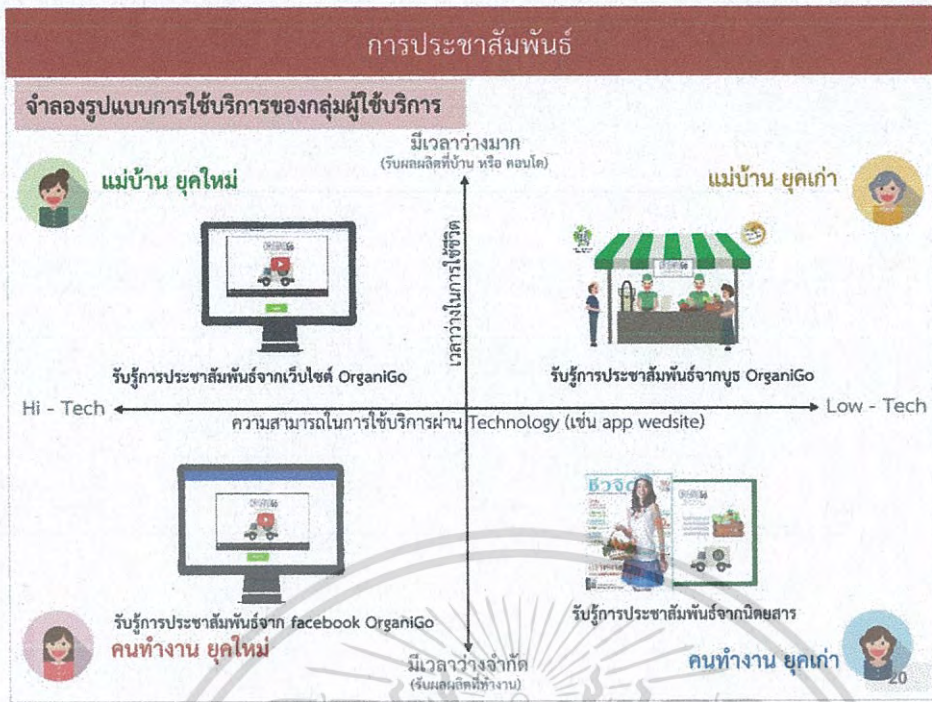 การประชาสัมพันธ์
จำลองรูปแบบการใช้บริการของกลุ่มผู้ใช้บริการ
มีเวลาว่างมาก
(รับผลผลิตที่บ้าน หรือ คอนโด)
แม่บ้าน ยุคใหม่
แม่บ้าน ยุคเก่า
เวลาว่างในการใช้ชีวิต
รับรู้การประชาสัมพันธ์จากเว็บไซต์ OrganiGo
รับรู้การประชาสัมพันธ์จากบูธ OrganiGo
Hi - Tech
Low - Tech
ความสามารถในการใช้บริการผ่าน Technology (เช่น app wedsite)
ชีวจิต
รับรู้การประชาสัมพันธ์จาก facebook OrganiGo
รับรู้การประชาสัมพันธ์จากนิตยสาร
คนทำงาน ยุคใหม่
คนทำงาน ยุคเก่า
มีเวลาว่างจำกัด
(รับผลผลิตที่ทำงาน)
20